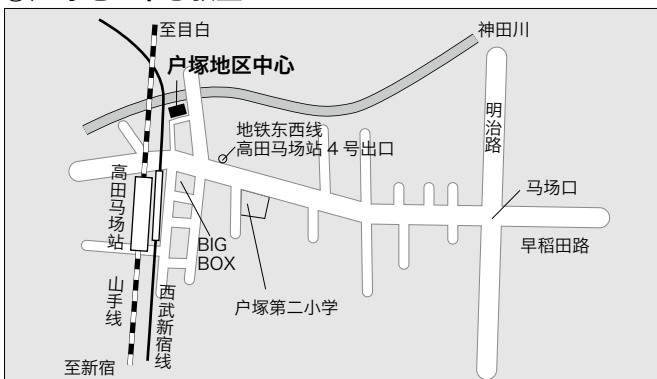 至目白
神田川
户塚地区中心
明治路
地铁东西线
高田马场站 4 号出口
高田马场站
马场口
早稻田路
BIG
BOX
山手线
西武新宿线
户塚第二小学
至新宿